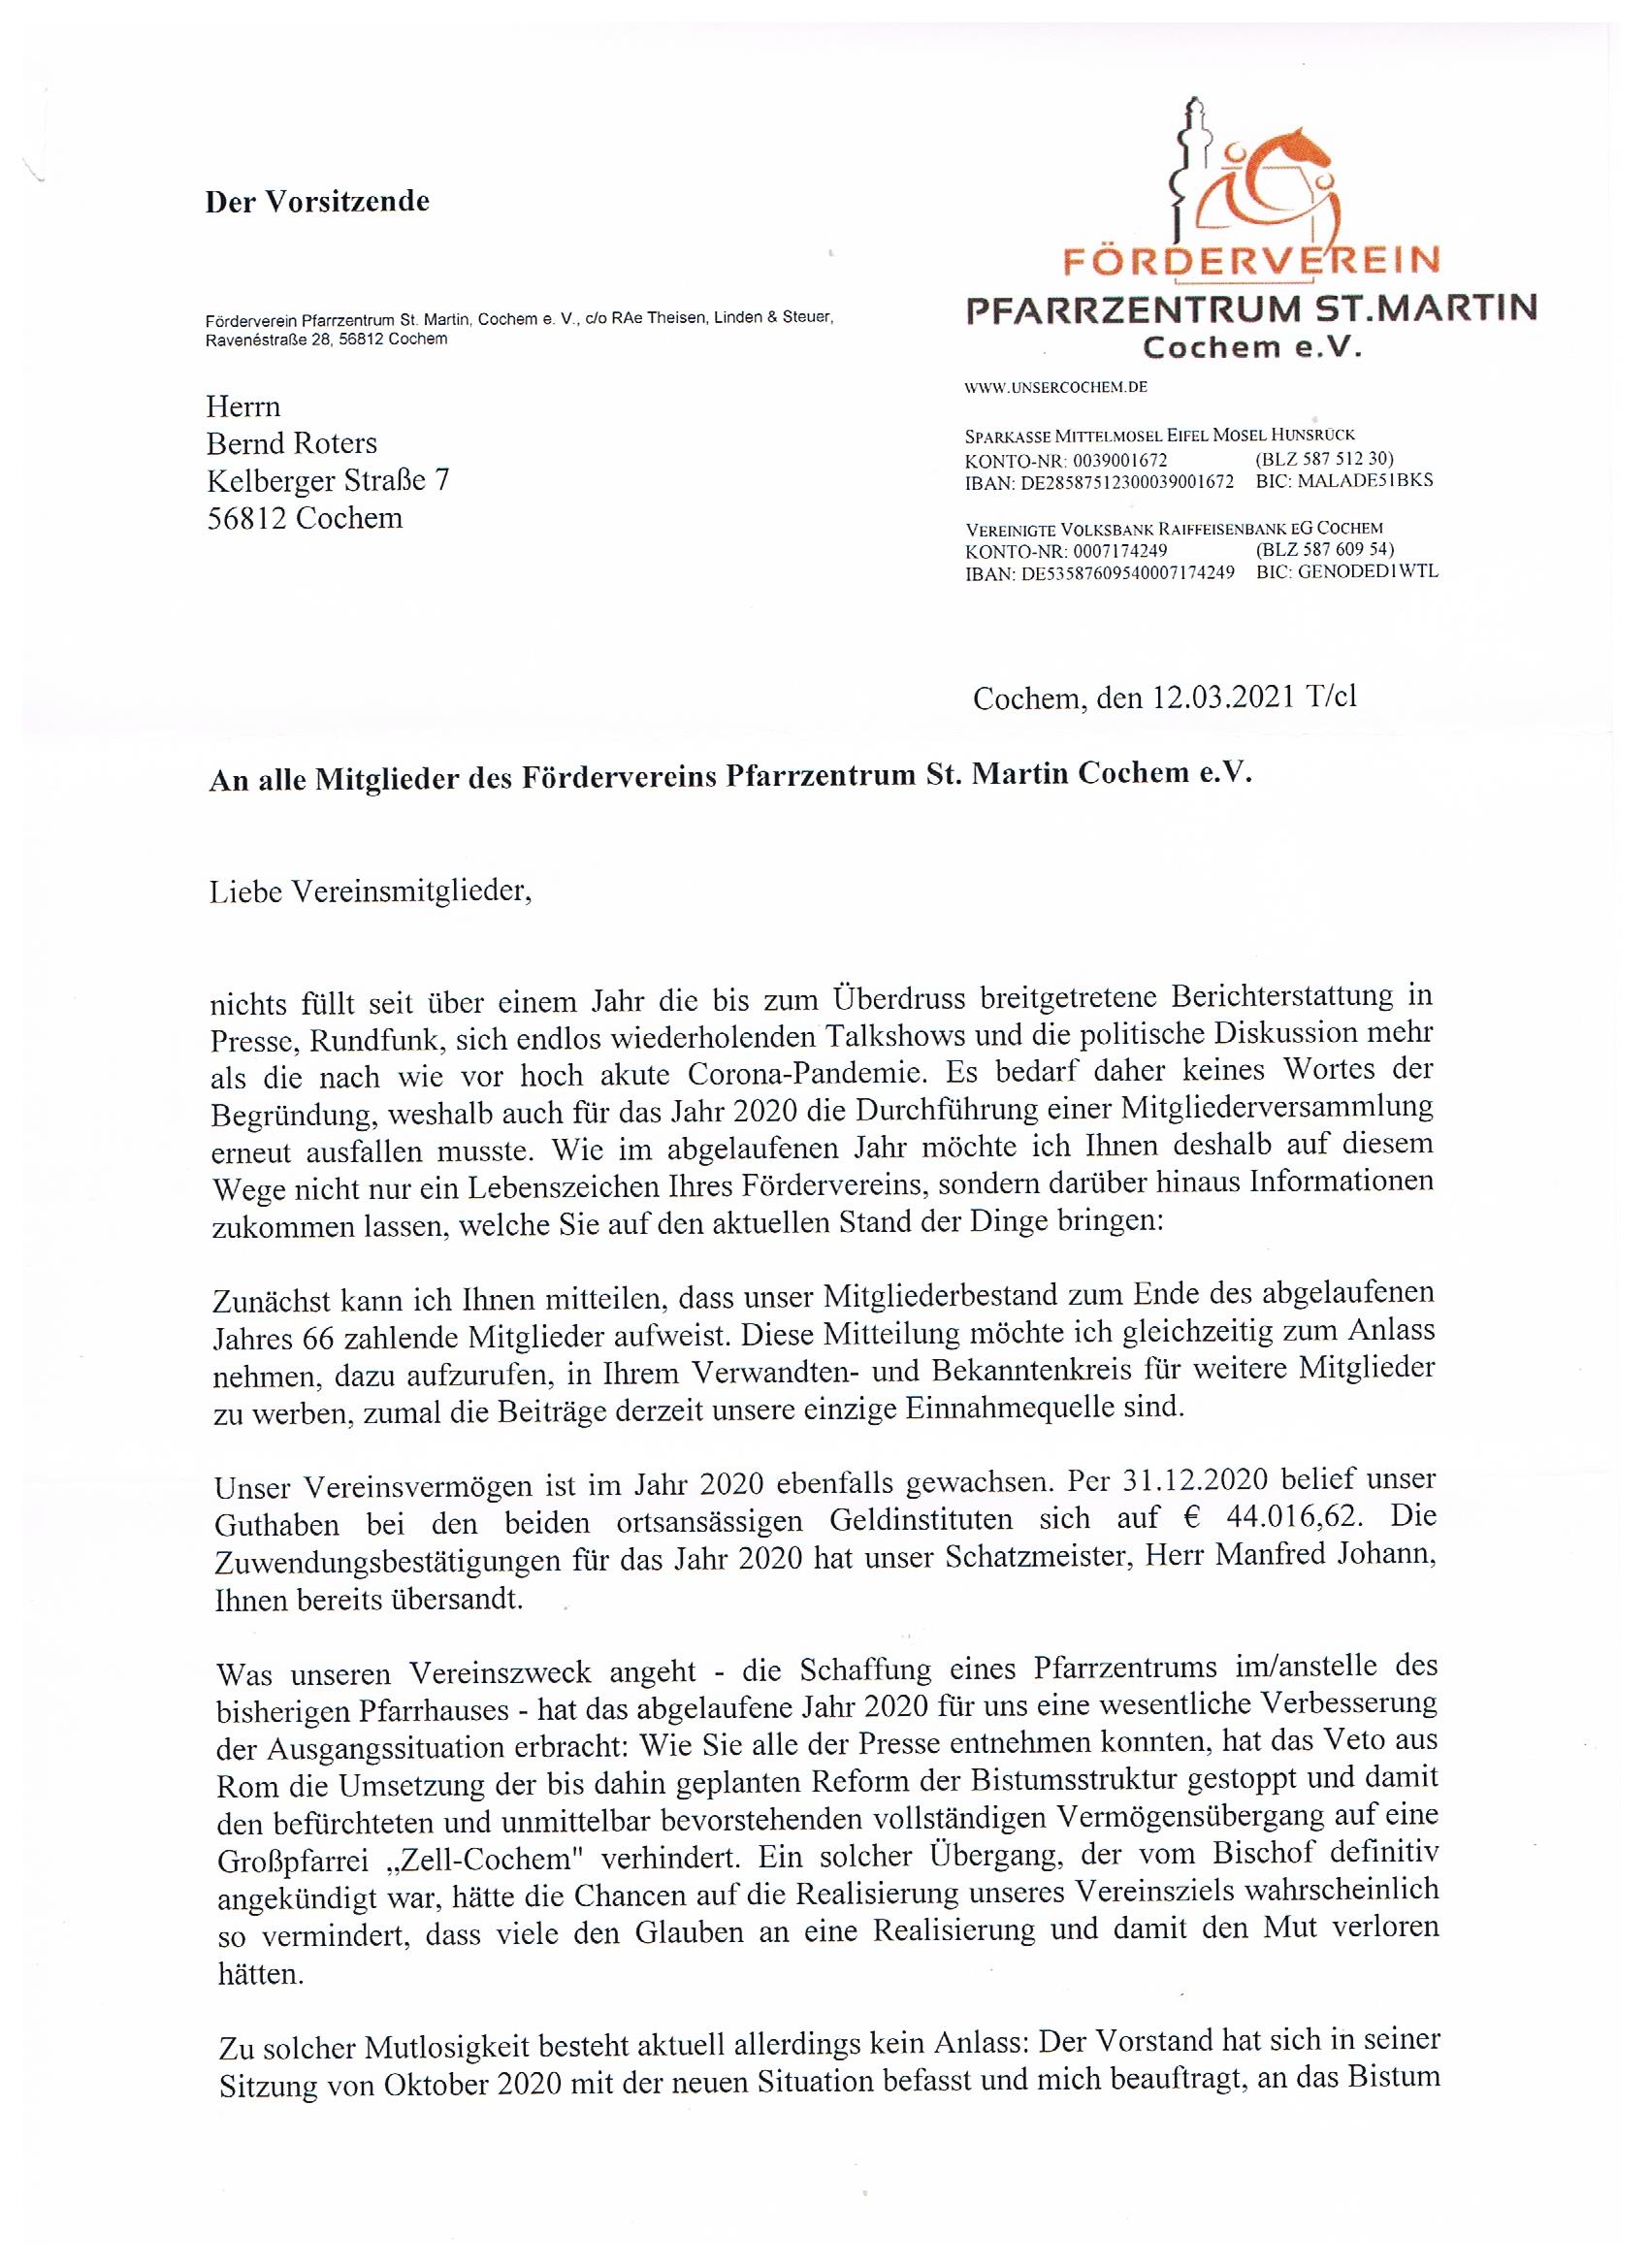 Der Vorsitzende
FÖRDERVEREIN
PFARRZENTRUM ST.MARTIN
Cochem e.V.
Förderverein Pfarrzentrum St. Martin, Cochem e. V., c/o RAe Theisen, Linden & Steuer,
Ravenéstraße 28, 56812 Cochem
WWW.UNSERCOCHEM.DE
Herrn
Bernd Roters
Kelberger Straße 7
56812 Cochem
SPARKASSE MITTELMOSEL EIFEL MOSEL HUNSRÜCK
KONTO-NR: 0039001672 (BLZ 587 512 30)
IBAN: DE28587512300039001672 BIC: MALADE51BKS
VEREINIGTE VOLKSBANK RAIFFEISENBANK EG COCHEM
KONTO-NR: 0007174249 (BLZ 587 609 54)
IBAN: DE53587609540007174249 BIC: GENODED1WTL
Cochem, den 12.03.2021 T/cl
An alle Mitglieder des Fördervereins Pfarrzentrum St. Martin Cochem e.V.
Liebe Vereinsmitglieder,
nichts füllt seit über einem Jahr die bis zum Überdruss breitgetretene Berichterstattung in
Presse, Rundfunk, sich endlos wiederholenden Talkshows und die politische Diskussion mehr
als die nach wie vor hoch akute Corona-Pandemie. Es bedarf daher keines Wortes der
Begründung, weshalb auch für das Jahr 2020 die Durchführung einer Mitgliederversammlung
erneut ausfallen musste. Wie im abgelaufenen Jahr möchte ich Ihnen deshalb auf diesem
Wege nicht nur ein Lebenszeichen Ihres Fördervereins, sondern darüber hinaus Informationen
zukommen lassen, welche Sie auf den aktuellen Stand der Dinge bringen:
Zunächst kann ich Ihnen mitteilen, dass unser Mitgliederbestand zum Ende des abgelaufenen
Jahres 66 zahlende Mitglieder aufweist. Diese Mitteilung möchte ich gleichzeitig zum Anlass
nehmen, dazu aufzurufen, in Ihrem Verwandten- und Bekanntenkreis für weitere Mitglieder
zu werben, zumal die Beiträge derzeit unsere einzige Einnahmequelle sind.
Unser Vereinsvermögen ist im Jahr 2020 ebenfalls gewachsen. Per 31.12.2020 belief unser
Guthaben bei den beiden ortsansässigen Geldinstituten sich auf € 44.016,62. Die
Zuwendungsbestätigungen für das Jahr 2020 hat unser Schatzmeister, Herr Manfred Johann,
Ihnen bereits übersandt.
Was unseren Vereinszweck angeht - die Schaffung eines Pfarrzentrums im/anstelle des
bisherigen Pfarrhauses - hat das abgelaufene Jahr 2020 für uns eine wesentliche Verbesserung
der Ausgangssituation erbracht: Wie Sie alle der Presse entnehmen konnten, hat das Veto aus
Rom die Umsetzung der bis dahin geplanten Reform der Bistumsstruktur gestoppt und damit
den befürchteten und unmittelbar bevorstehenden vollständigen Vermögensübergang auf eine
Großpfarrei „Zell-Cochem" verhindert. Ein solcher Übergang, der vom Bischof definitiv
angekündigt war, hätte die Chancen auf die Realisierung unseres Vereinsziels wahrscheinlich
so vermindert, dass viele den Glauben an eine Realisierung und damit den Mut verloren
hätten.
Zu solcher Mutlosigkeit besteht aktuell allerdings kein Anlass: Der Vorstand hat sich in seiner
Sitzung von Oktober 2020 mit der neuen Situation befasst und mich beauftragt, an das Bistum